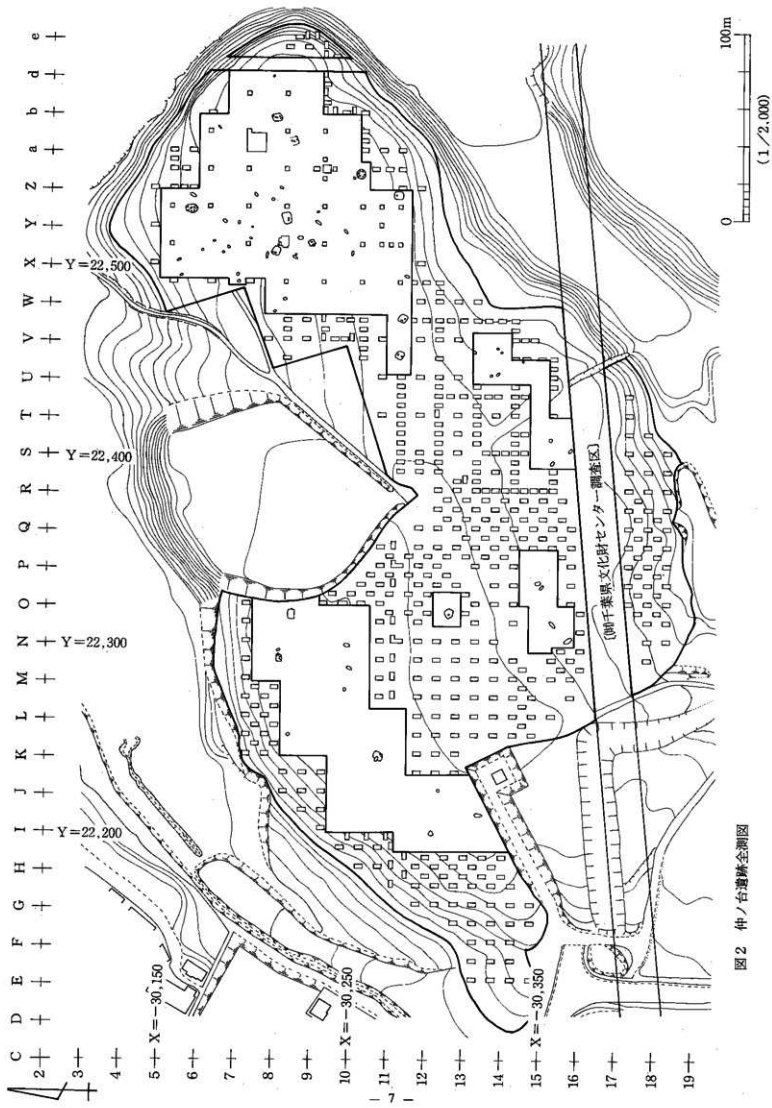 C D E F G H I J K L M N O P Q R S T U V W X Y Z a b d e
2
3
4
5
6
7
8
9
10
11
12
13
14
15
16
17
18
19
Y=22,200
Y=22,300
Y=22,400
Y=22,500
X=-30,150
X=-30,250
X=-30,350
〔㈶千葉県文化財センター調査区〕
0 100m
(1/2.000)
図2 仲ノ台遺跡全測図
— 7 —